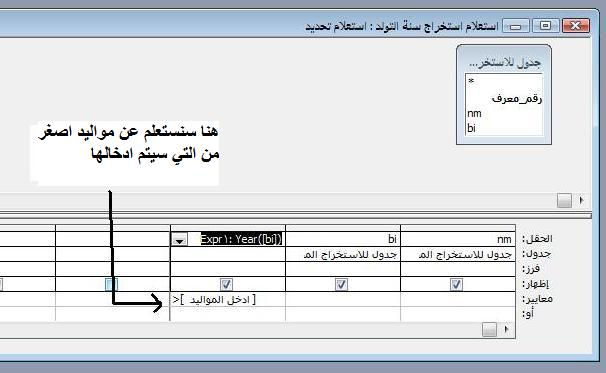 استعلام استخراج سنة التولد : استعلام تحديد
جدول للاستخر...
*
رقم_معرف
nm
bi
هنا سنستعلم عن مواليد اصغر
من التي سيتم ادخالها
الحقل: nm bi Expr١: Year([bi])
جدول: جدول للاستخراج الم جدول للاستخراج الم
فرز:
إظهار:
معايير: >[ ادخل المواليد ]
أو: